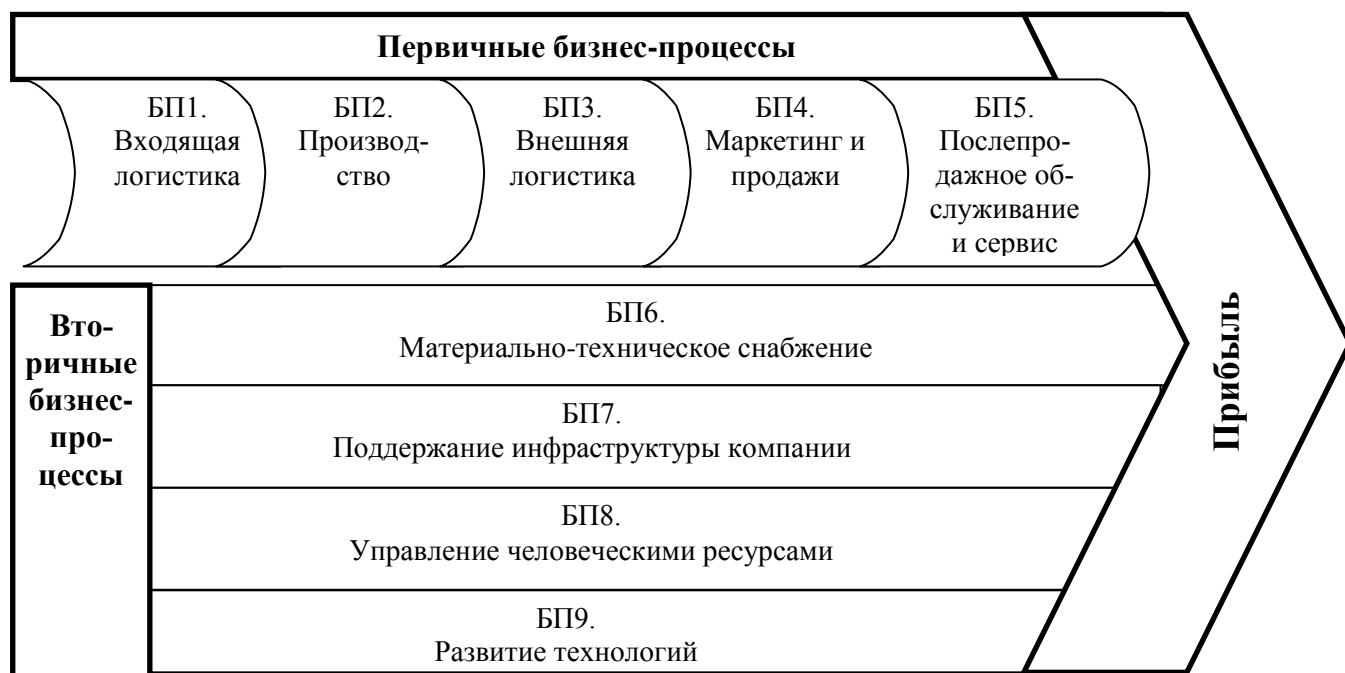 Первичные бизнес-процессы
БП1.
Входящая
логистика
БП2.
Производ-
ство
БП3.
Внешняя
логистика
БП4.
Маркетинг и
продажи
БП5.
Послепро-
дажное об-
служивание
и сервис
Вто-
ричные
бизнес-
про-
цессы
БП6.
Материально-техническое снабжение
БП7.
Поддержание инфраструктуры компании
БП8.
Управление человеческими ресурсами
БП9.
Развитие технологий
Прибыль